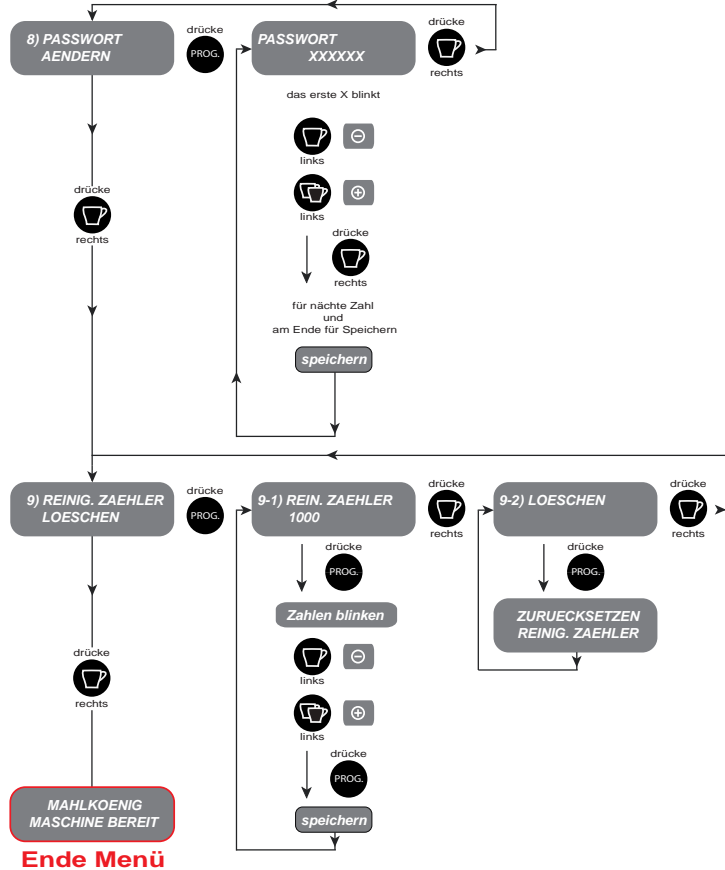 8) PASSWORT
AENDERN
drücke
PROG.
PASSWORT
XXXXXX
drücke
rechts
das erste X blinkt
links
links
drücke
rechts
für nächte Zahl
und
am Ende für Speichern
speichern
drücke
rechts
9) REINIG. ZAEHLER
LOESCHEN
drücke
PROG.
9-1) REIN. ZAEHLER
1000
drücke
rechts
9-2) LOESCHEN
drücke
rechts
drücke
PROG.
Zahlen blinken
links
links
drücke
PROG.
speichern
drücke
PROG.
ZURUECKSETZEN
REINIG. ZAEHLER
drücke
rechts
MAHLKOENIG
MASCHINE BEREIT
Ende Menü